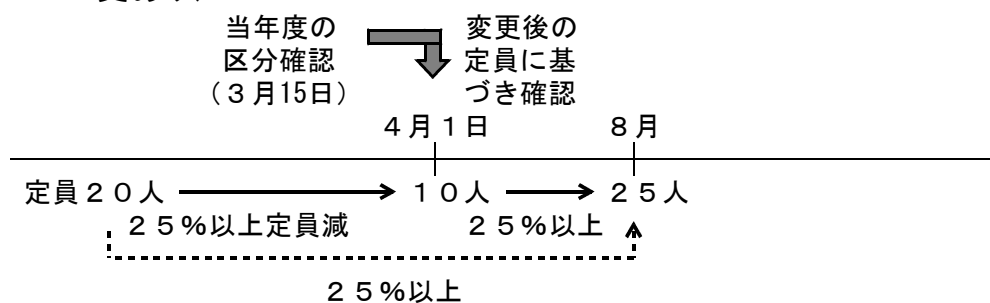 当年度の
区分確認
（３月15日）
変更後の
定員に基
づき確認
４月１日
８月
定員２０人
１０人
２５人
２５%以上定員減
２５%以上
２５%以上